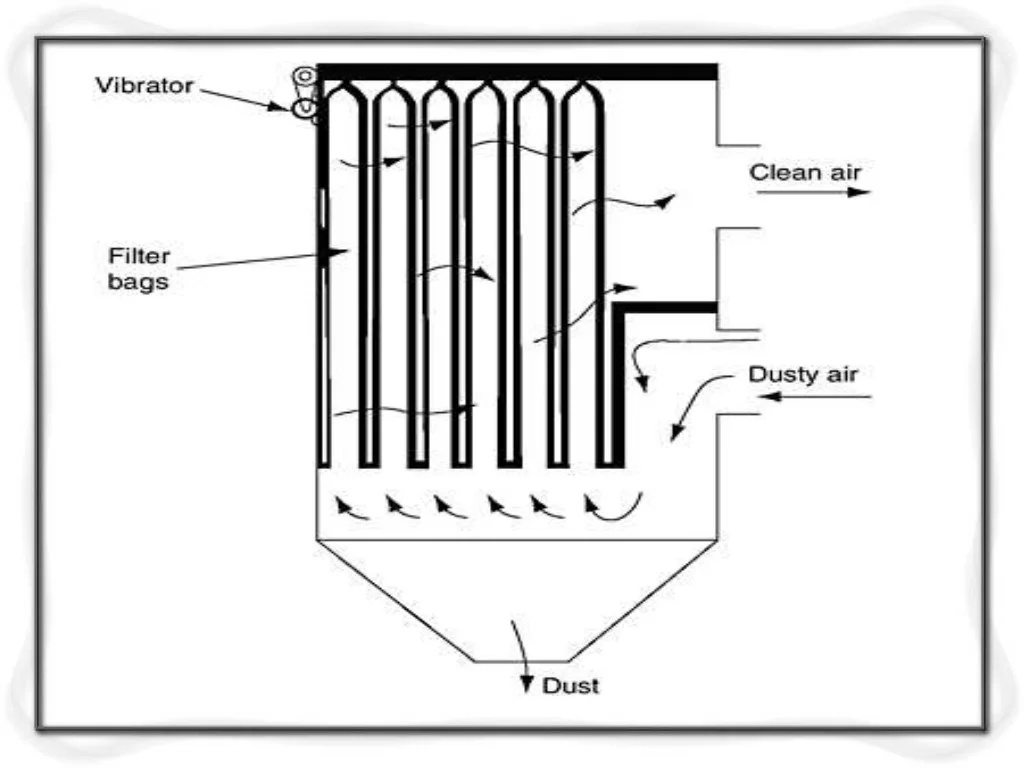 Vibrator
Clean air
Filter
bags
Dusty air
Dust